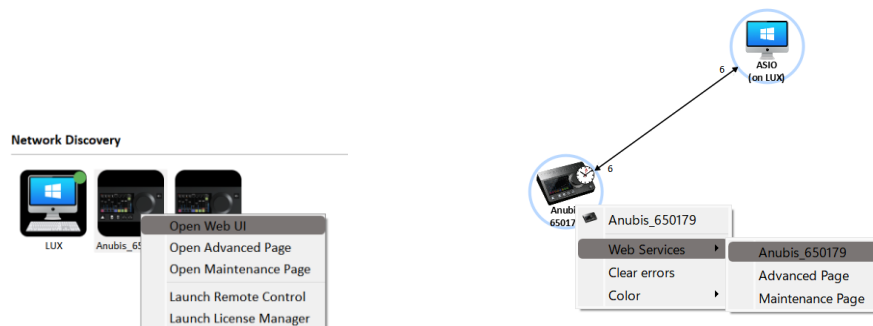 Network Discovery
LUX
Anubis_65
Open Web UI
Open Advanced Page
Open Maintenance Page
Launch Remote Control
Launch License Manager
ASIO
(on LUX)
6
6
Anubi
65017
Anubis_650179
Web Services
Clear errors
Color
Anubis_650179
Advanced Page
Maintenance Page